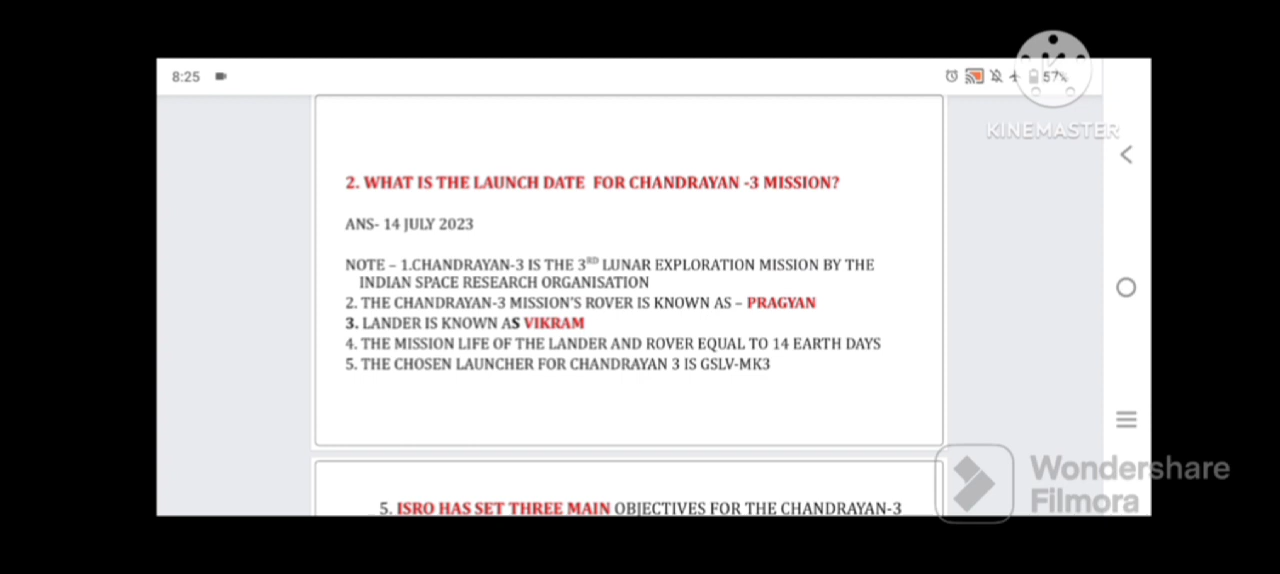 8:25
57%
KINEMASTER
2. WHAT IS THE LAUNCH DATE FOR CHANDRAYAN -3 MISSION?
ANS- 14 JULY 2023
NOTE – 1.CHANDRAYAN-3 IS THE 3RD LUNAR EXPLORATION MISSION BY THE
INDIAN SPACE RESEARCH ORGANISATION
2. THE CHANDRAYAN-3 MISSION'S ROVER IS KNOWN AS – PRAGYAN
3. LANDER IS KNOWN AS VIKRAM
4. THE MISSION LIFE OF THE LANDER AND ROVER EQUAL TO 14 EARTH DAYS
5. THE CHOSEN LAUNCHER FOR CHANDRAYAN 3 IS GSLV-MK3
5. ISRO HAS SET THREE MAIN OBJECTIVES FOR THE CHANDRAYAN-3
Wondershare
Filmora